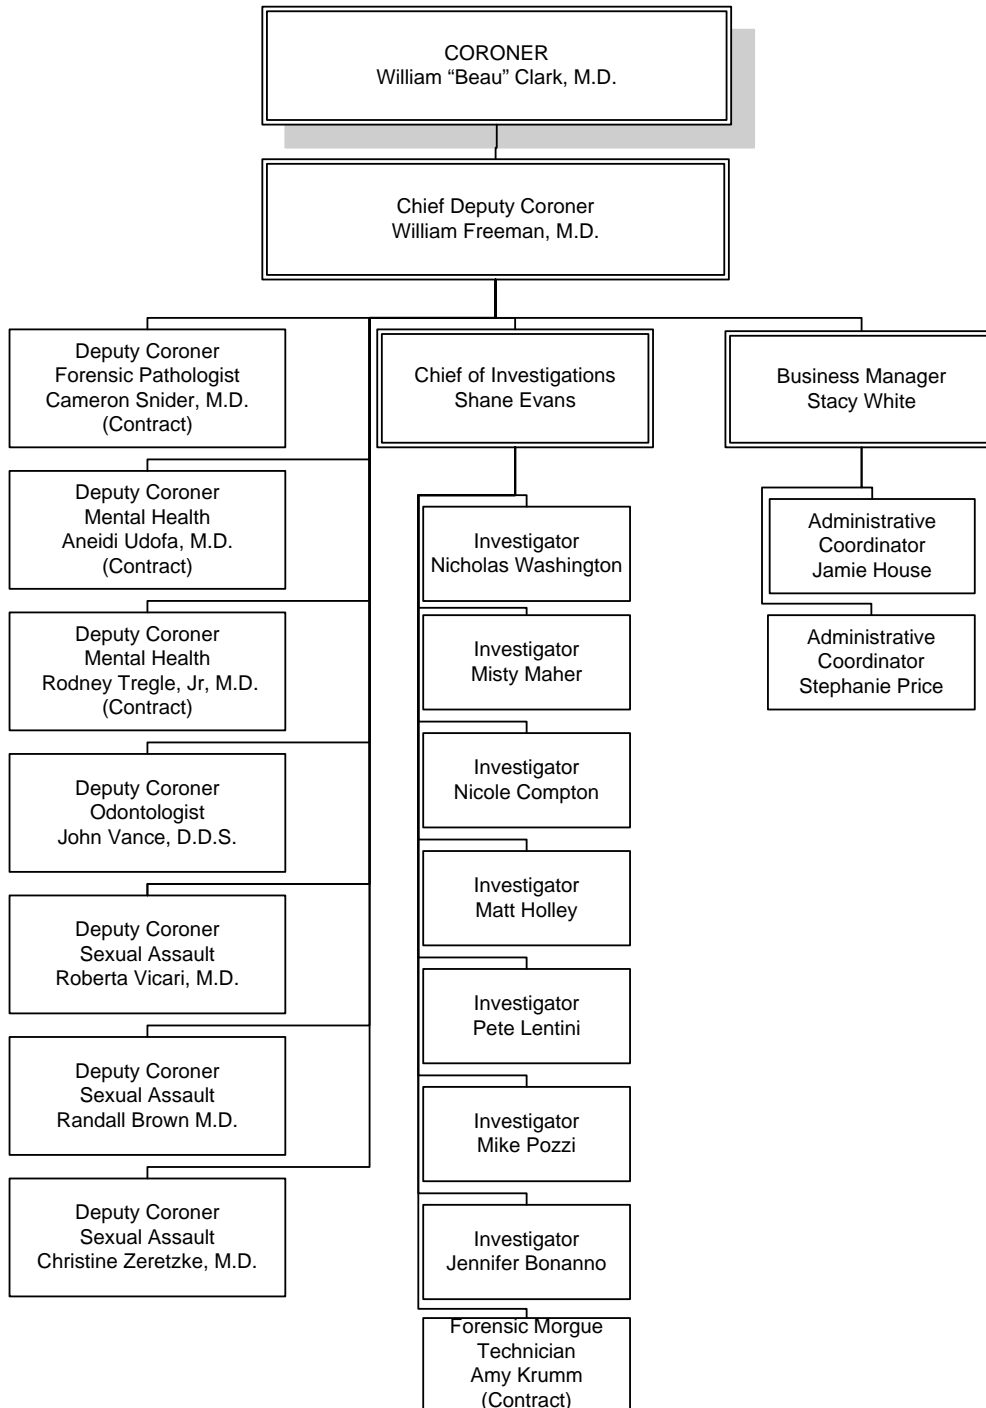 CORONER
William “Beau” Clark, M.D.
Chief Deputy Coroner
William Freeman, M.D.
Deputy Coroner
Forensic Pathologist
Cameron Snider, M.D.
(Contract)
Deputy Coroner
Mental Health
Aneidi Udofa, M.D.
(Contract)
Deputy Coroner
Mental Health
Rodney Tregle, Jr, M.D.
(Contract)
Deputy Coroner
Odontologist
John Vance, D.D.S.
Deputy Coroner
Sexual Assault
Roberta Vicari, M.D.
Deputy Coroner
Sexual Assault
Randall Brown M.D.
Deputy Coroner
Sexual Assault
Christine Zeretzke, M.D.
Chief of Investigations
Shane Evans
Investigator
Nicholas Washington
Investigator
Misty Maher
Investigator
Nicole Compton
Investigator
Matt Holley
Investigator
Pete Lentini
Investigator
Mike Pozzi
Investigator
Jennifer Bonanno
Forensic Morgue
Technician
Amy Krumm
(Contract)
Business Manager
Stacy White
Administrative
Coordinator
Jamie House
Administrative
Coordinator
Stephanie Price